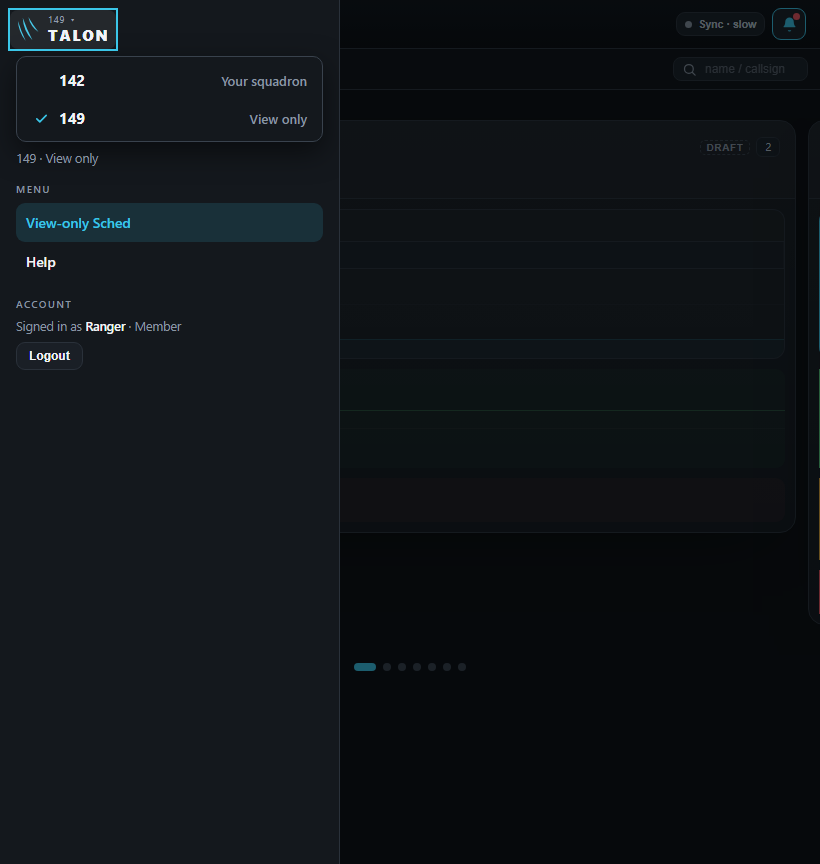 149
TALON
Sync · slow
name / callsign
142 Your squadron
149 View only
149 · View only
DRAFT 2
MENU
View-only Sched
Help
ACCOUNT
Signed in as Ranger · Member
Logout